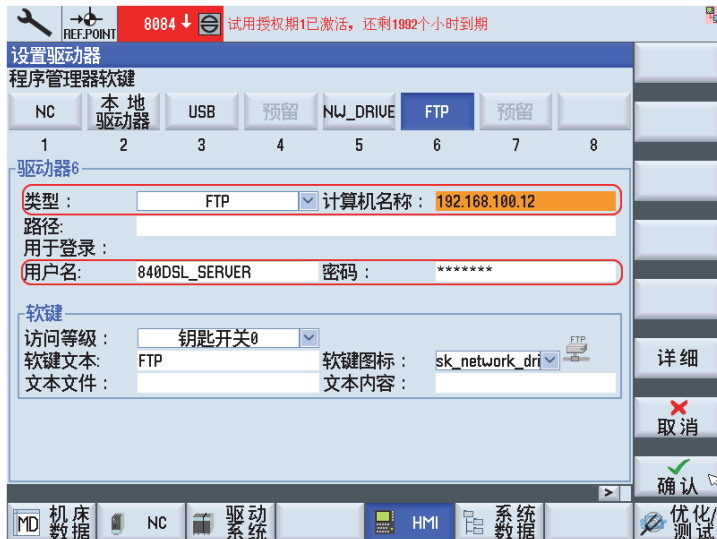 REF.POINT 8084 试用授权期1已激活，还剩1992个小时到期
设置驱动器
程序管理器软键
NC 本地驱动器 USB 预留 NW_DRIVE FTP 预留
1 2 3 4 5 6 7 8
驱动器6
类型： FTP 计算机名称： 192.168.100.12
路径:
用于登录：
用户名: 840DSL_SERVER 密码： *******
软键
访问等级： 钥匙开关0
软键文本: FTP 软键图标： sk_network_dri FTP
文本文件： 文本内容：
详细
取消
确认
>
MD 机床数据 NC 驱动系统 HMI 系统数据 优化/测试